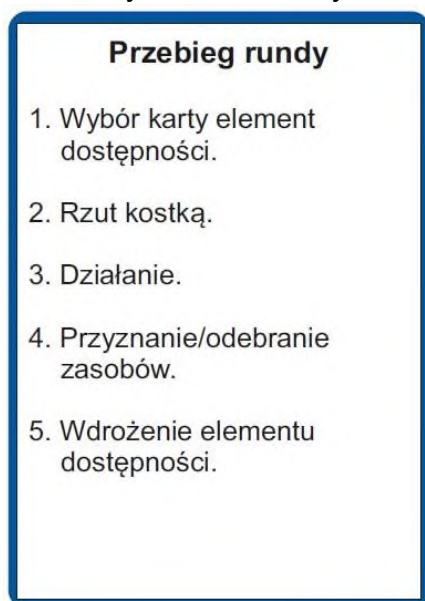 Przebieg rundy
1. Wybór karty element
dostępności.
2. Rzut kostką.
3. Działanie.
4. Przyznanie/odebranie
zasobów.
5. Wdrożenie elementu
dostępności.